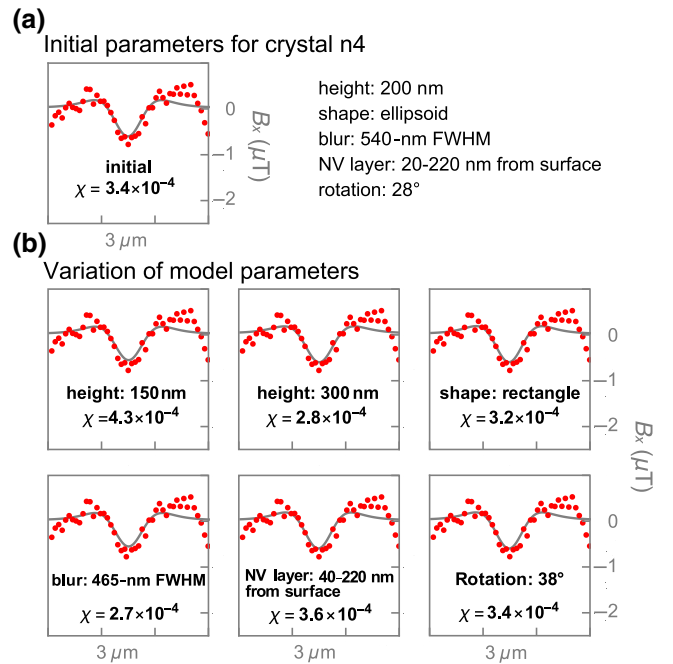 (a)
Initial parameters for crystal n4
height: 200 nm
shape: ellipsoid
blur: 540-nm FWHM
NV layer: 20-220 nm from surface
rotation: 28°
initial
χ = 3.4×10⁻⁴
0
−1
−2
Bₓ (μT)
3 μm
(b)
Variation of model parameters
height: 150 nm
χ =4.3×10⁻⁴
height: 300 nm
χ = 2.8×10⁻⁴
shape: rectangle
χ = 3.2×10⁻⁴
0
−1
−2
Bₓ (μT)
blur: 465-nm FWHM
χ = 2.7×10⁻⁴
NV layer: 40-220 nm
from surface
χ = 3.6×10⁻⁴
Rotation: 38°
χ = 3.4×10⁻⁴
0
−1
−2
3 μm
3 μm